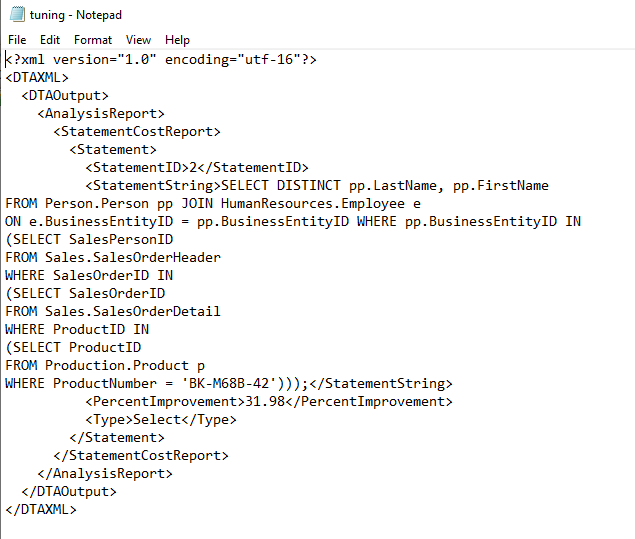 tuning - Notepad
File Edit Format View Help
<?xml version="1.0" encoding="utf-16"?>
<DTAXML>
  <DTAOutput>
    <AnalysisReport>
      <StatementCostReport>
        <Statement>
          <StatementID>2</StatementID>
          <StatementString>SELECT DISTINCT pp.LastName, pp.FirstName
FROM Person.Person pp JOIN HumanResources.Employee e
ON e.BusinessEntityID = pp.BusinessEntityID WHERE pp.BusinessEntityID IN
(SELECT SalesPersonID
FROM Sales.SalesOrderHeader
WHERE SalesOrderID IN
(SELECT SalesOrderID
FROM Sales.SalesOrderDetail
WHERE ProductID IN
(SELECT ProductID
FROM Production.Product p
WHERE ProductNumber = 'BK-M68B-42')));</StatementString>
          <PercentImprovement>31.98</PercentImprovement>
          <Type>Select</Type>
        </Statement>
      </StatementCostReport>
    </AnalysisReport>
  </DTAOutput>
</DTAXML>